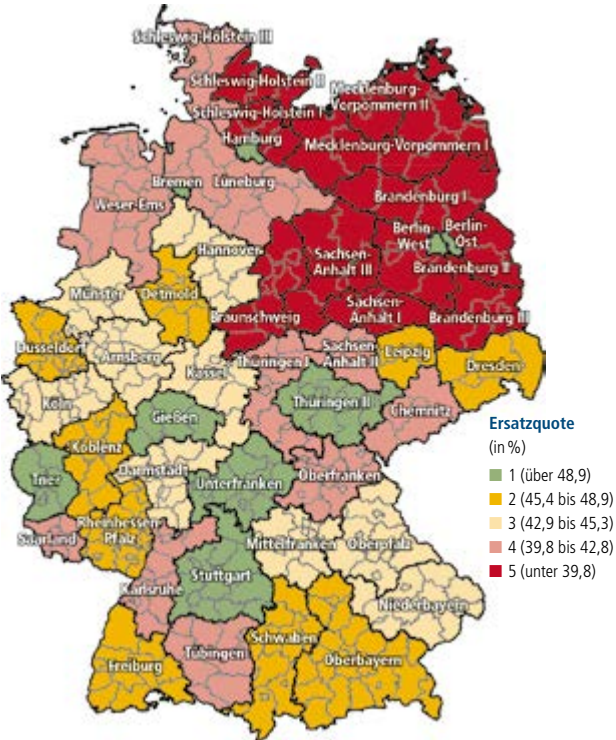 Schleswig-Holstein III
Schleswig-Holstein II
Mecklenburg-
Vorpommern II
Schleswig-Holstein I
Hamburg
Mecklenburg-Vorpommern I
Bremen
Lüneburg
Weser-Ems
Brandenburg I
Berlin-
West
Berlin-
Ost
Hannover
Sachsen-
Anhalt III
Brandenburg II
Münster
Detmold
Braunschweig
Sachsen-
Anhalt I
Brandenburg III
Düsseldorf
Arnsberg
Kassel
Thüringen I
Sachsen-
Anhalt II
Leipzig
Dresden
Köln
Gießen
Thüringen II
Chemnitz
Koblenz
Darmstadt
Trier
Unterfranken
Oberfranken
Rheinhessen-
Pfalz
Saarland
Mittelfranken
Oberpfalz
Karlsruhe
Stuttgart
Niederbayern
Schwaben
Tübingen
Freiburg
Oberbayern
Ersatzquote
(in %)
1 (über 48,9)
2 (45,4 bis 48,9)
3 (42,9 bis 45,3)
4 (39,8 bis 42,8)
5 (unter 39,8)